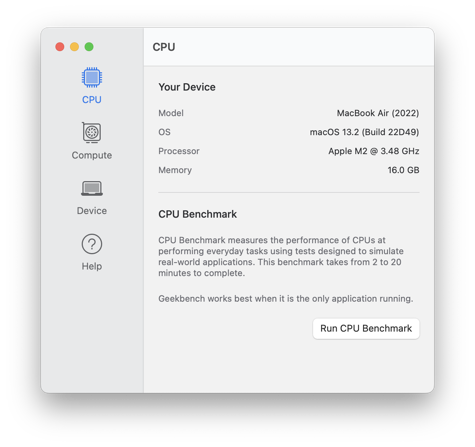 CPU
CPU
Compute
Device
Help
Your Device
Model MacBook Air (2022)
OS macOS 13.2 (Build 22D49)
Processor Apple M2 @ 3.48 GHz
Memory 16.0 GB
CPU Benchmark
CPU Benchmark measures the performance of CPUs at
performing everyday tasks using tests designed to simulate
real-world applications. This benchmark takes from 2 to 20
minutes to complete.
Geekbench works best when it is the only application running.
Run CPU Benchmark